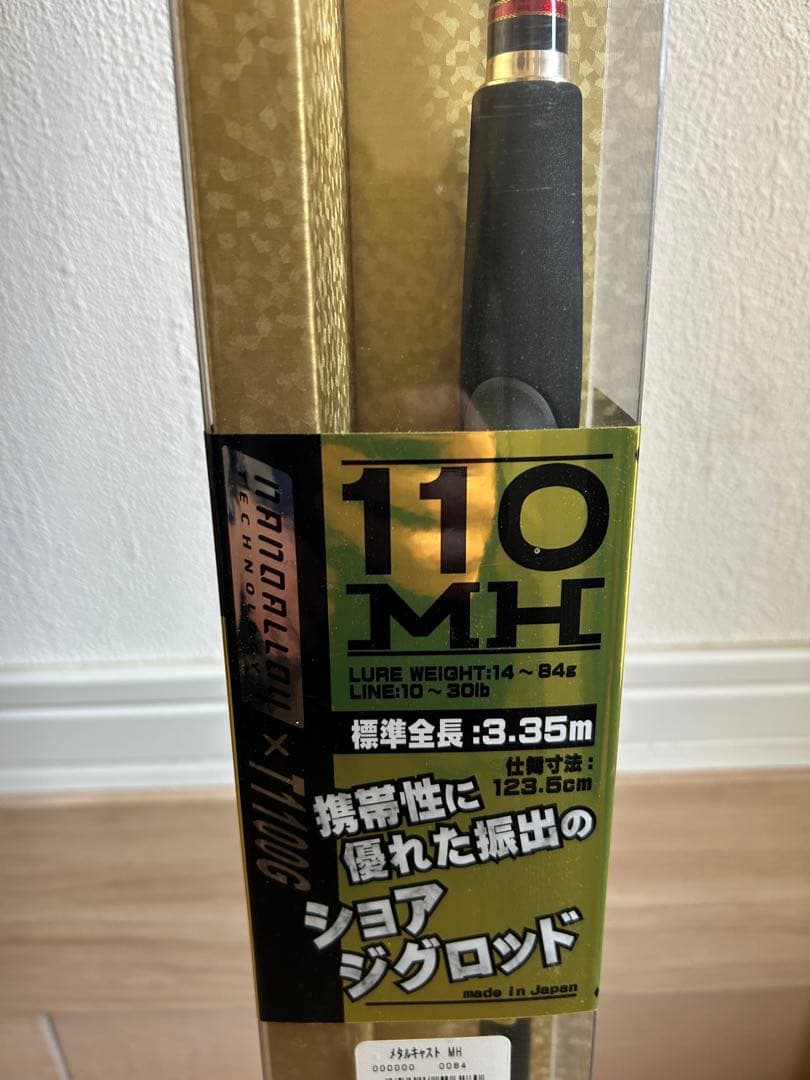 110
MH
LURE WEIGHT:14～84g
LINE:10～30lb
標準全長:3.35m
仕舞寸法:
123.5cm
携帯性に
優れた振出の
ショア
ジグロッド
made in Japan
NANOALLOY
TECHNOLOGY
×T1100G
メタルキャスト MH
000000 0084